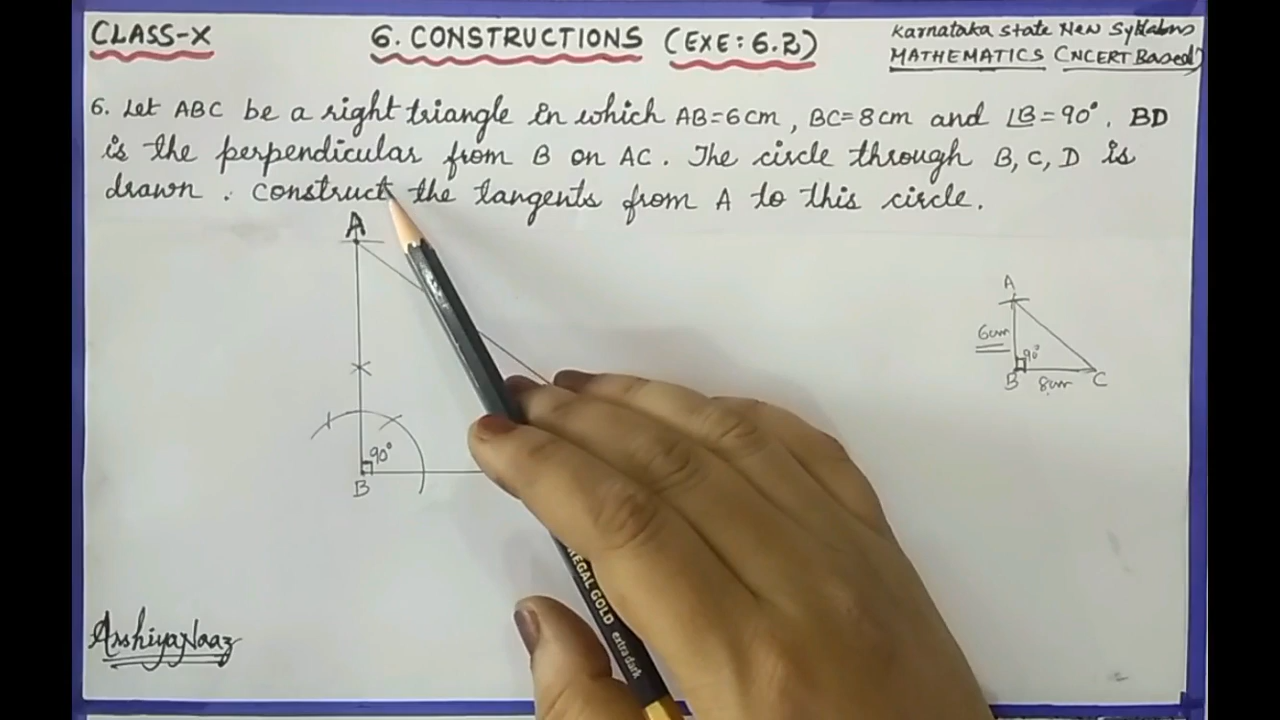 CLASS-X
6. CONSTRUCTIONS (EXE: 6.2)
Karnataka State New Syllabus
MATHEMATICS (NCERT Based)
6. Let ABC be a right triangle in which AB=6cm, BC=8cm and ∠B=90°. BD
is the perpendicular from B on AC. The circle through B, C, D is
drawn. Construct the tangents from A to this circle.
A
90°
B
A
6cm
90°
B
8cm
C
REGAL GOLD extra dark
ArshiyaNaaz